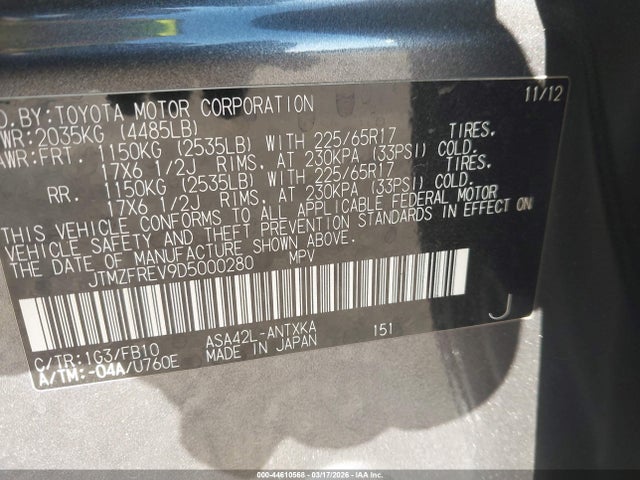 D. BY: TOYOTA MOTOR CORPORATION 11/12
WR: 2035KG (4485LB)
AWR: FRT. 1150KG (2535LB) WITH 225/65R17 TIRES.
17X6 1/2J RIMS, AT 230KPA (33PSI) COLD.
RR. 1150KG (2535LB) WITH 225/65R17 TIRES.
17X6 1/2J RIMS, AT 230KPA (33PSI) COLD.
THIS VEHICLE CONFORMS TO ALL APPLICABLE FEDERAL MOTOR
VEHICLE SAFETY AND THEFT PREVENTION STANDARDS IN EFFECT ON
THE DATE OF MANUFACTURE SHOWN ABOVE.
JTMZFREV9D5000280 MPV
J
C/TR: 1G3/FB10 ASA42L-ANTXKA 151
A/TM: -04A/U760E MADE IN JAPAN
000-44610568 - 03/17/2026 - IAA Inc.